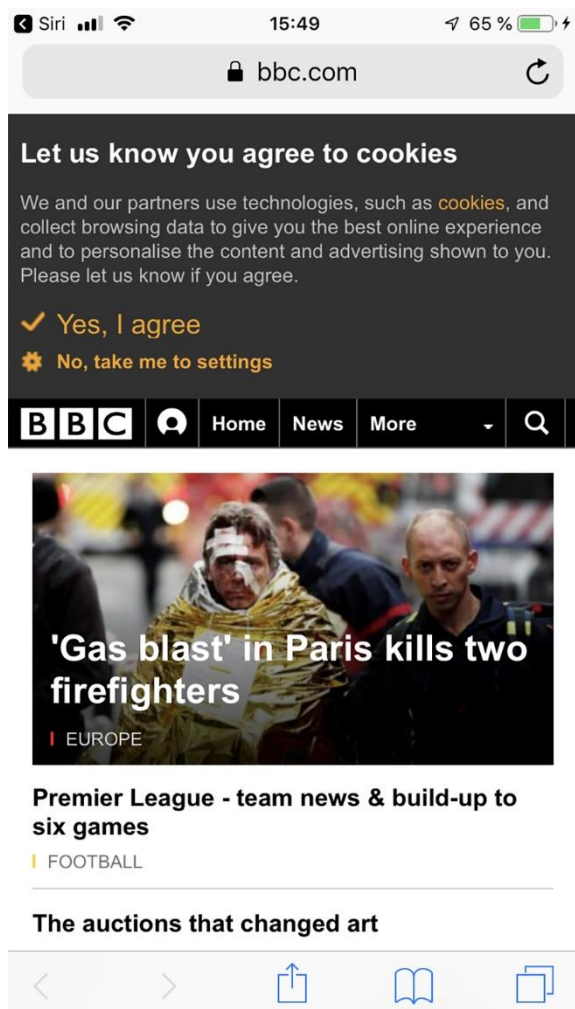 Siri 15:49 65 %
bbc.com
Let us know you agree to cookies
We and our partners use technologies, such as cookies, and
collect browsing data to give you the best online experience
and to personalise the content and advertising shown to you.
Please let us know if you agree.
Yes, I agree
No, take me to settings
BBC Home News More
'Gas blast' in Paris kills two
firefighters
EUROPE
Premier League - team news & build-up to
six games
FOOTBALL
The auctions that changed art